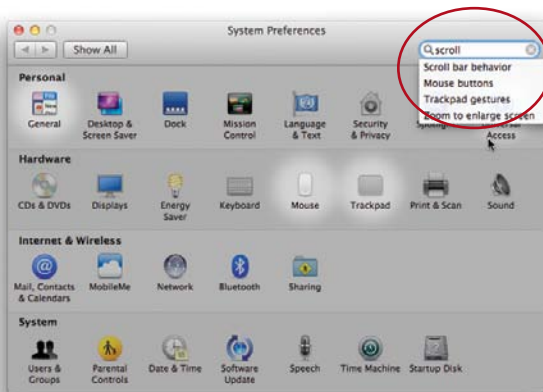 System Preferences
Show All
scroll
Scroll bar behavior
Mouse buttons
Trackpad gestures
Zoom to enlarge screen
Personal
General
Desktop &
Screen Saver
Dock
Mission
Control
Language
& Text
Security
& Privacy
Access
Hardware
CDs & DVDs
Displays
Energy
Saver
Keyboard
Mouse
Trackpad
Print & Scan
Sound
Internet & Wireless
Mail, Contacts
& Calendars
MobileMe
Network
Bluetooth
Sharing
System
Users &
Groups
Parental
Controls
Date & Time
Software
Update
Speech
Time Machine
Startup Disk